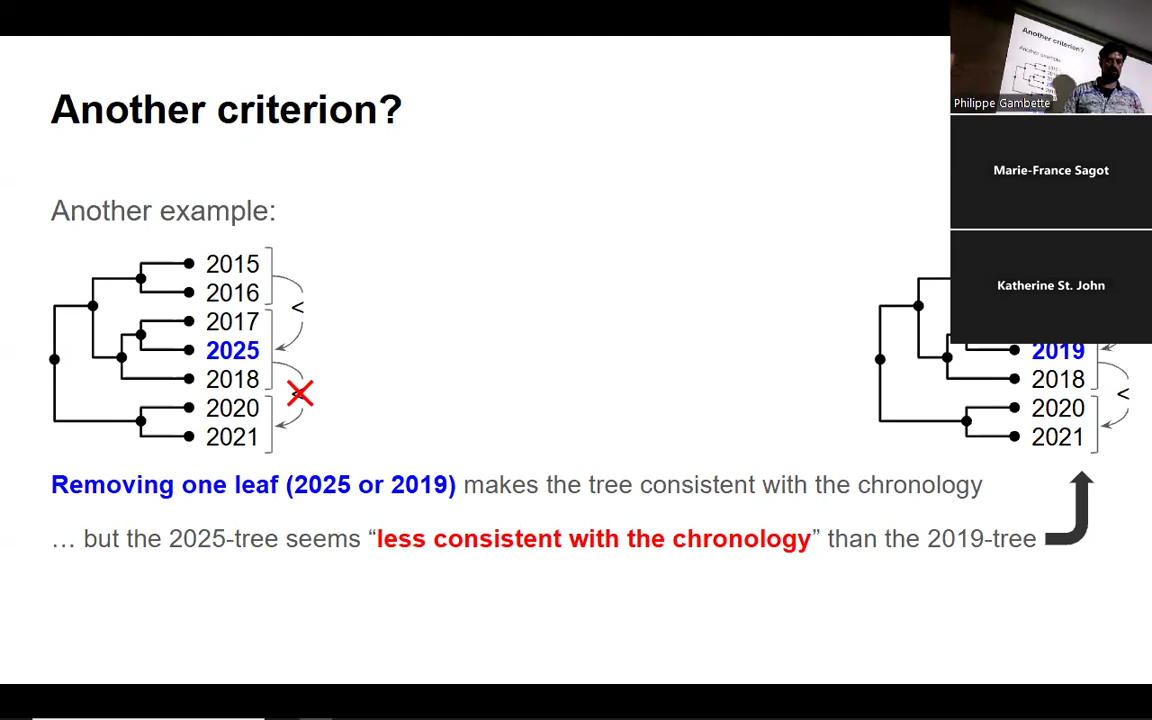 Another criterion?
Another example:
2015
2016
<
2017
2025
2018
2020
2021
2019
2018
<
2020
2021
Removing one leaf (2025 or 2019) makes the tree consistent with the chronology
… but the 2025-tree seems “less consistent with the chronology” than the 2019-tree
Another criterion?
Philippe Gambette
Marie-France Sagot
Katherine St. John